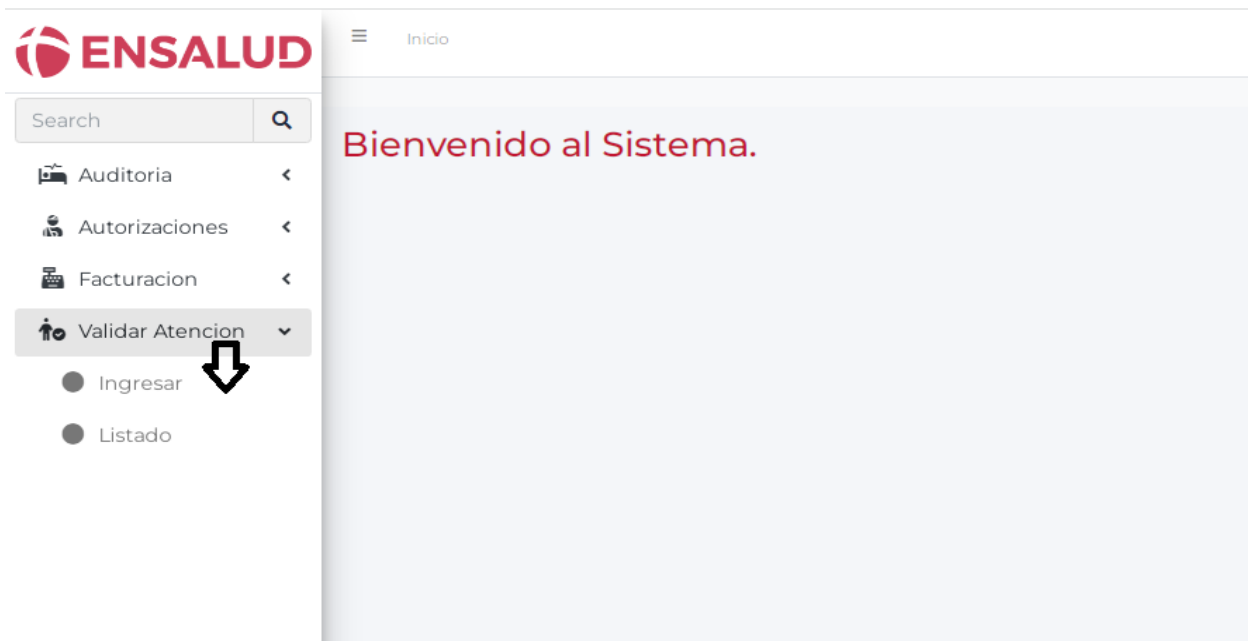 ENSALUD
Inicio
Search
Bienvenido al Sistema.
Auditoria
Autorizaciones
Facturacion
Validar Atencion
Ingresar
Listado